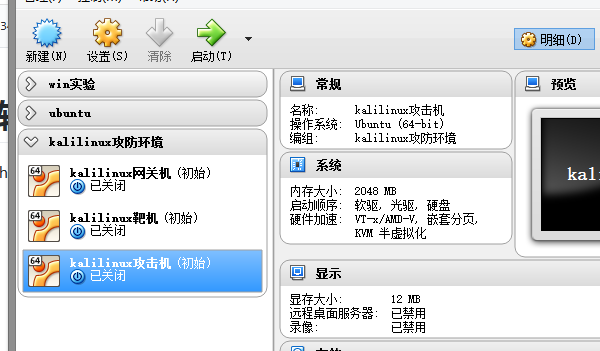 新建(N)
设置(S)
清除
启动(T)
明细(D)
win实验
ubuntu
kalilinux攻防环境
kalilinux网关机 (初始)
已关闭
kalilinux靶机 (初始)
已关闭
kalilinux攻击机 (初始)
已关闭
常规
名称: kalilinux攻击机
操作系统: Ubuntu (64-bit)
编组: kalilinux攻防环境
系统
内存大小: 2048 MB
启动顺序: 软驱, 光驱, 硬盘
硬件加速: VT-x/AMD-V, 嵌套分页,
KVM 半虚拟化
显示
显存大小: 12 MB
远程桌面服务器: 已禁用
录像: 已禁用
预览
kal